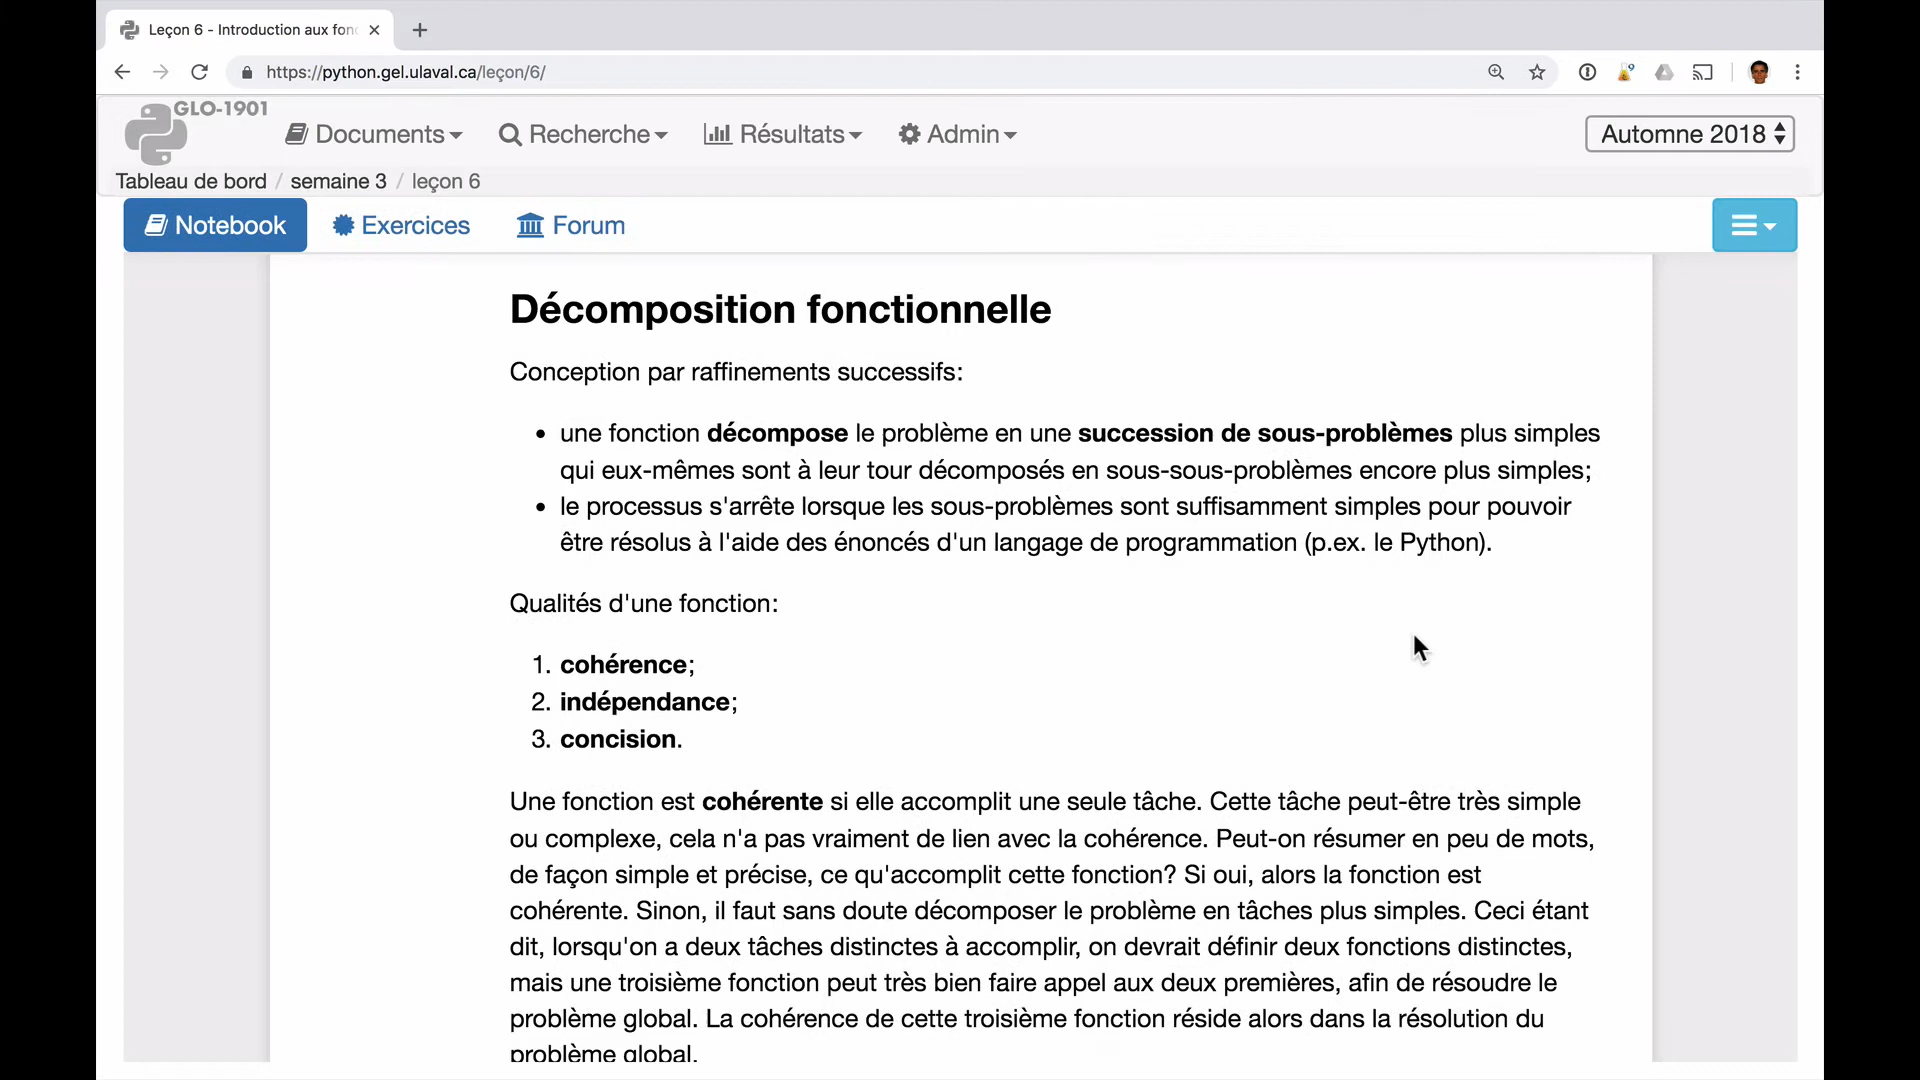 Leçon 6 - Introduction aux fon
https://python.gel.ulaval.ca/leçon/6/
GLO-1901
Documents
Recherche
Résultats
Admin
Automne 2018
Tableau de bord / semaine 3 / leçon 6
Notebook
Exercices
Forum
Décomposition fonctionnelle
Conception par raffinements successifs:
• une fonction décompose le problème en une succession de sous-problèmes plus simples
qui eux-mêmes sont à leur tour décomposés en sous-sous-problèmes encore plus simples;
• le processus s'arrête lorsque les sous-problèmes sont suffisamment simples pour pouvoir
être résolus à l'aide des énoncés d'un langage de programmation (p.ex. le Python).
Qualités d'une fonction:
1. cohérence;
2. indépendance;
3. concision.
Une fonction est cohérente si elle accomplit une seule tâche. Cette tâche peut-être très simple
ou complexe, cela n'a pas vraiment de lien avec la cohérence. Peut-on résumer en peu de mots,
de façon simple et précise, ce qu'accomplit cette fonction? Si oui, alors la fonction est
cohérente. Sinon, il faut sans doute décomposer le problème en tâches plus simples. Ceci étant
dit, lorsqu'on a deux tâches distinctes à accomplir, on devrait définir deux fonctions distinctes,
mais une troisième fonction peut très bien faire appel aux deux premières, afin de résoudre le
problème global. La cohérence de cette troisième fonction réside alors dans la résolution du
problème global.